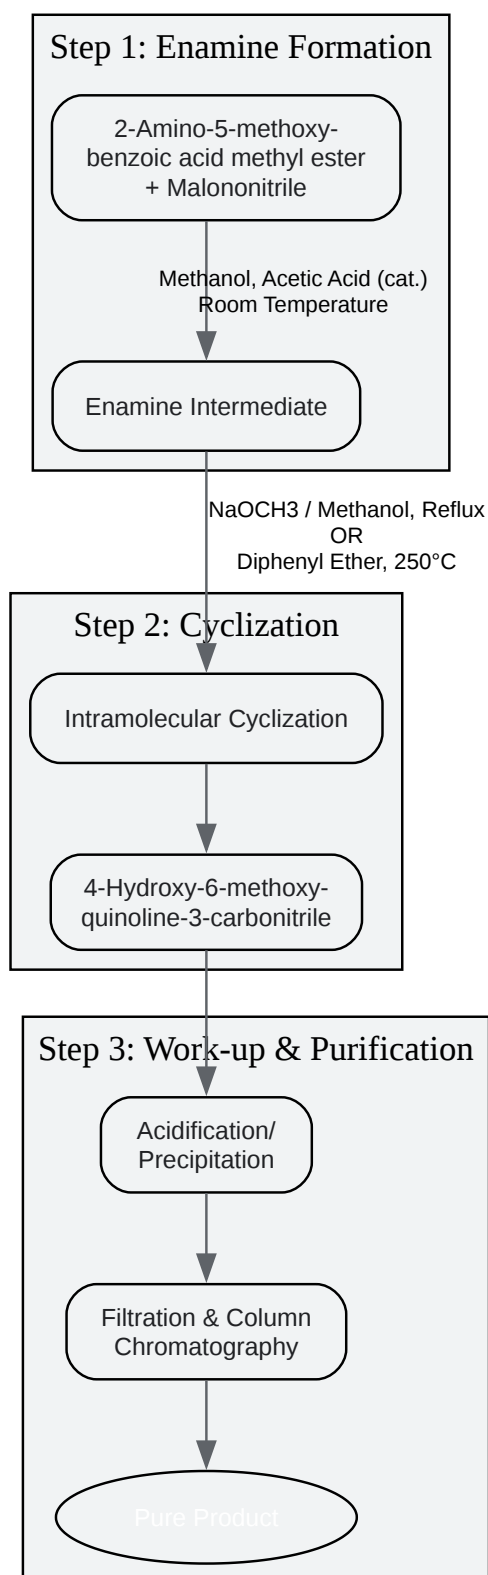 Step 1: Enamine Formation
2-Amino-5-methoxy-
benzoic acid methyl ester
+ Malononitrile
Methanol, Acetic Acid (cat.)
Room Temperature
Enamine Intermediate
NaOCH3 / Methanol, Reflux
OR
Diphenyl Ether, 250°C
Step 2: Cyclization
Intramolecular Cyclization
4-Hydroxy-6-methoxy-
quinoline-3-carbonitrile
Step 3: Work-up & Purification
Acidification/
Precipitation
Filtration & Column
Chromatography
Pure Product